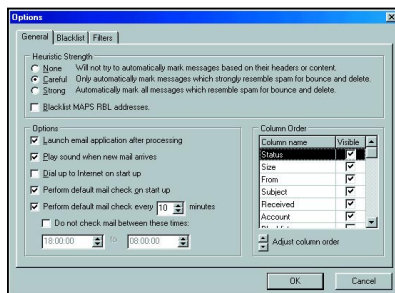 Options
General Blacklist Filters
Heuristic Strength
None Will not try to automatically mark messages based on their headers or content.
Careful Only automatically mark messages which strongly resemble spam for bounce and delete.
Strong Automatically mark all messages which resemble spam for bounce and delete.
Blacklist MAPS RBL addresses.
Options
Launch email application after processing
Play sound when new mail arrives
Dial up to Internet on start up
Perform default mail check on start up
Perform default mail check every 10 minutes
Do not check mail between these times:
18:00:00 to 08:00:00
Column Order
Column name Visible
Status
Size
From
Subject
Received
Account
Adjust column order
OK Cancel